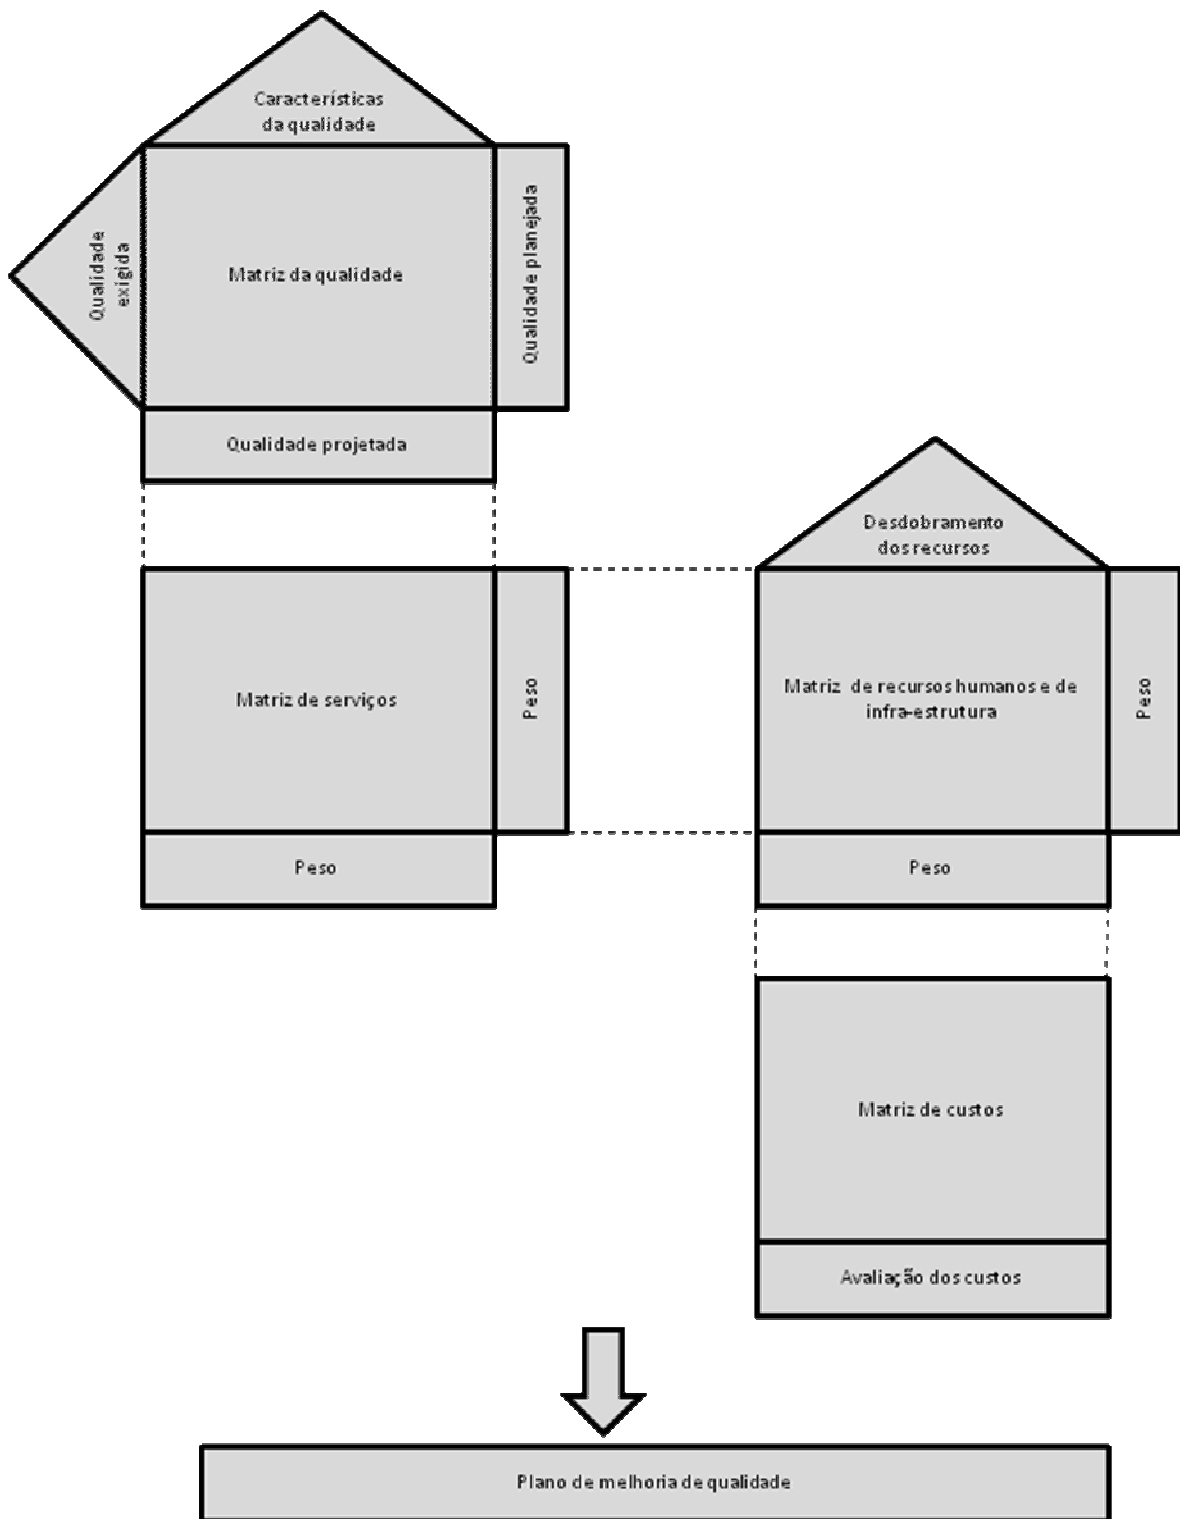 Características
da qualidade
Qualidade
exigida
Matriz da qualidade
Qualidade planejada
Qualidade projetada
Desdobramento
dos recursos
Matriz de serviços
Peso
Matriz de recursos humanos e de
infra-estrutura
Peso
Peso
Peso
Matriz de custos
Avaliação dos custos
Plano de melhoria de qualidade